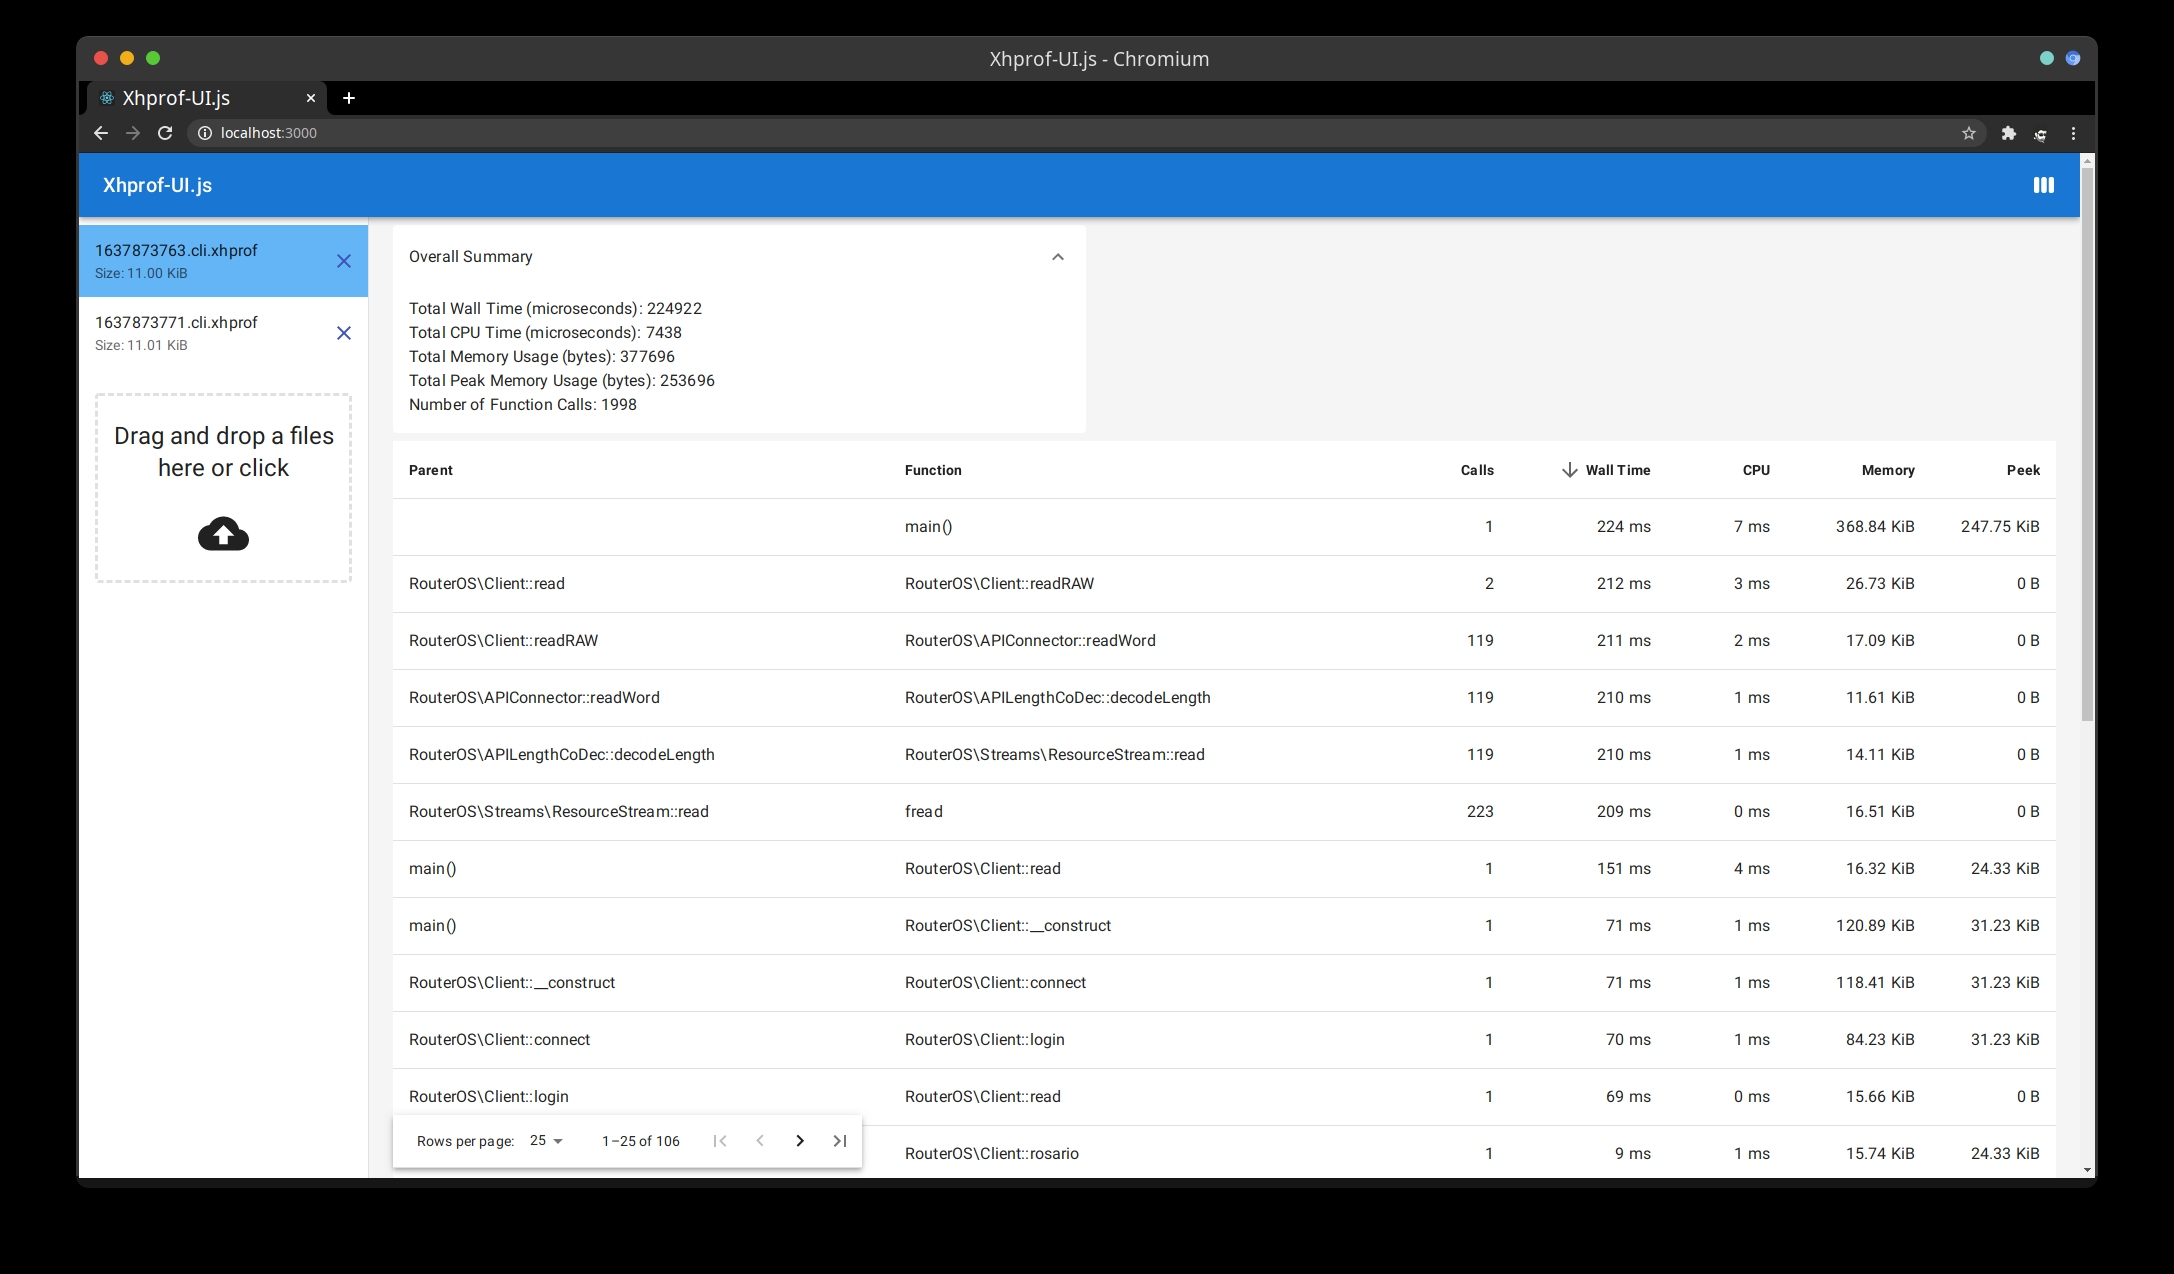 Xhprof-UI.js - Chromium
Xhprof-UI.js
localhost:3000
Xhprof-UI.js
1637873763.cli.xhprof
Size: 11.00 KiB
1637873771.cli.xhprof
Size: 11.01 KiB
Drag and drop a files
here or click
Overall Summary
Total Wall Time (microseconds): 224922
Total CPU Time (microseconds): 7438
Total Memory Usage (bytes): 377696
Total Peak Memory Usage (bytes): 253696
Number of Function Calls: 1998
Parent Function Calls Wall Time CPU Memory Peek
main() 1 224 ms 7 ms 368.84 KiB 247.75 KiB
RouterOS\Client::read RouterOS\Client::readRAW 2 212 ms 3 ms 26.73 KiB 0 B
RouterOS\Client::readRAW RouterOS\APIConnector::readWord 119 211 ms 2 ms 17.09 KiB 0 B
RouterOS\APIConnector::readWord RouterOS\APILengthCoDec::decodeLength 119 210 ms 1 ms 11.61 KiB 0 B
RouterOS\APILengthCoDec::decodeLength RouterOS\Streams\ResourceStream::read 119 210 ms 1 ms 14.11 KiB 0 B
RouterOS\Streams\ResourceStream::read fread 223 209 ms 0 ms 16.51 KiB 0 B
main() RouterOS\Client::read 1 151 ms 4 ms 16.32 KiB 24.33 KiB
main() RouterOS\Client::__construct 1 71 ms 1 ms 120.89 KiB 31.23 KiB
RouterOS\Client::__construct RouterOS\Client::connect 1 71 ms 1 ms 118.41 KiB 31.23 KiB
RouterOS\Client::connect RouterOS\Client::login 1 70 ms 1 ms 84.23 KiB 31.23 KiB
RouterOS\Client::login RouterOS\Client::read 1 69 ms 0 ms 15.66 KiB 0 B
RouterOS\Client::rosario 1 9 ms 1 ms 15.74 KiB 24.33 KiB
Rows per page: 25 1–25 of 106